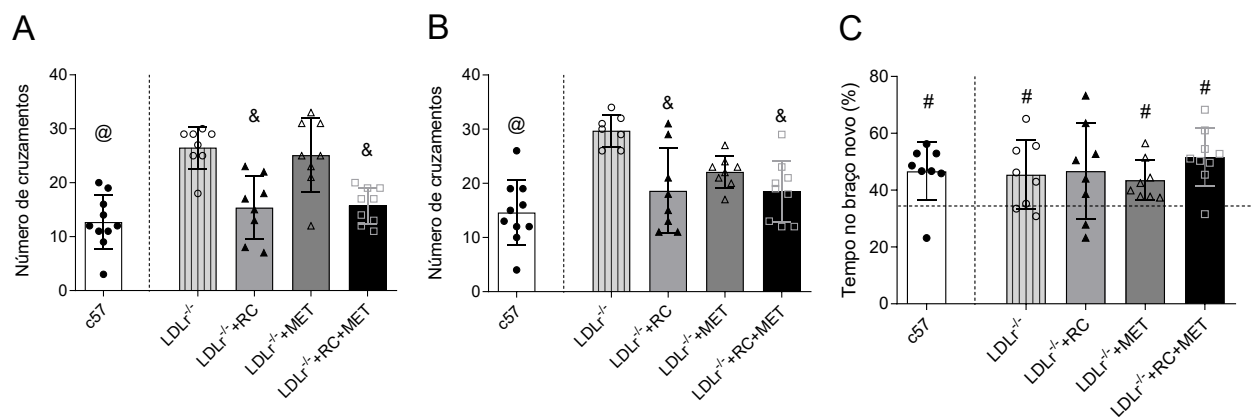 A
Número de cruzamentos
40
30
20
10
0
@
&
&
c57
LDLr-/-
LDLr-/-+RC
LDLr-/-+MET
LDLr-/-+RC+MET
B
Número de cruzamentos
40
30
20
10
0
@
&
&
c57
LDLr-/-
LDLr-/-+RC
LDLr-/-+MET
LDLr-/-+RC+MET
C
Tempo no braço novo (%)
80
60
40
20
0
#
#
#
#
c57
LDLr-/-
LDLr-/-+RC
LDLr-/-+MET
LDLr-/-+RC+MET